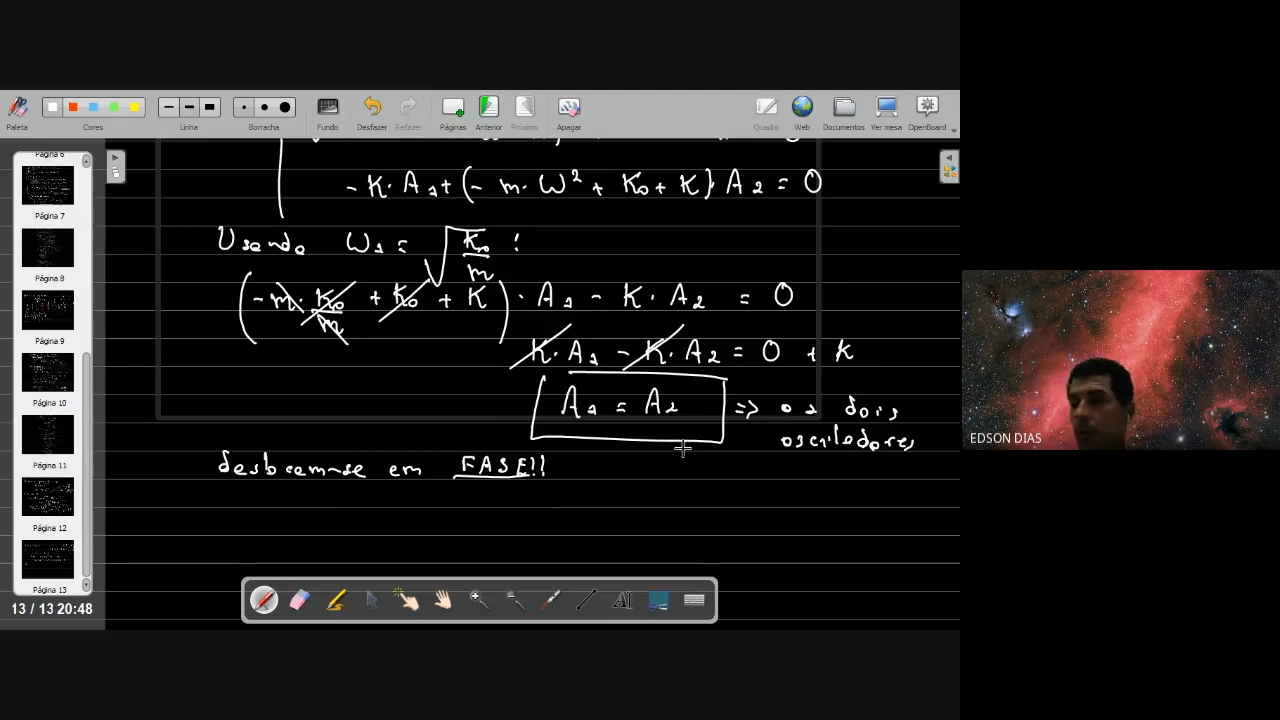 Paleta Cores Linha Borracha Fundo Desfazer Refazer Páginas Anterior Próximo Apagar Quadro Web Documentos Ver mesa OpenBoard
Página 6
Página 7
Página 8
Página 9
Página 10
Página 11
Página 12
Página 13
13 / 13 20:48
- K · A₁ + (- m · ω² + K₀ + K) · A₂ = 0
Usando ω₁ = √(K₀/m) :
(- m · K₀/m + K₀ + K) · A₁ - K · A₂ = 0
K · A₁ - K · A₂ = 0 ÷ K
A₁ = A₂ => os dois
osciladores
deslocam-se em FASE!!
EDSON DIAS
AI